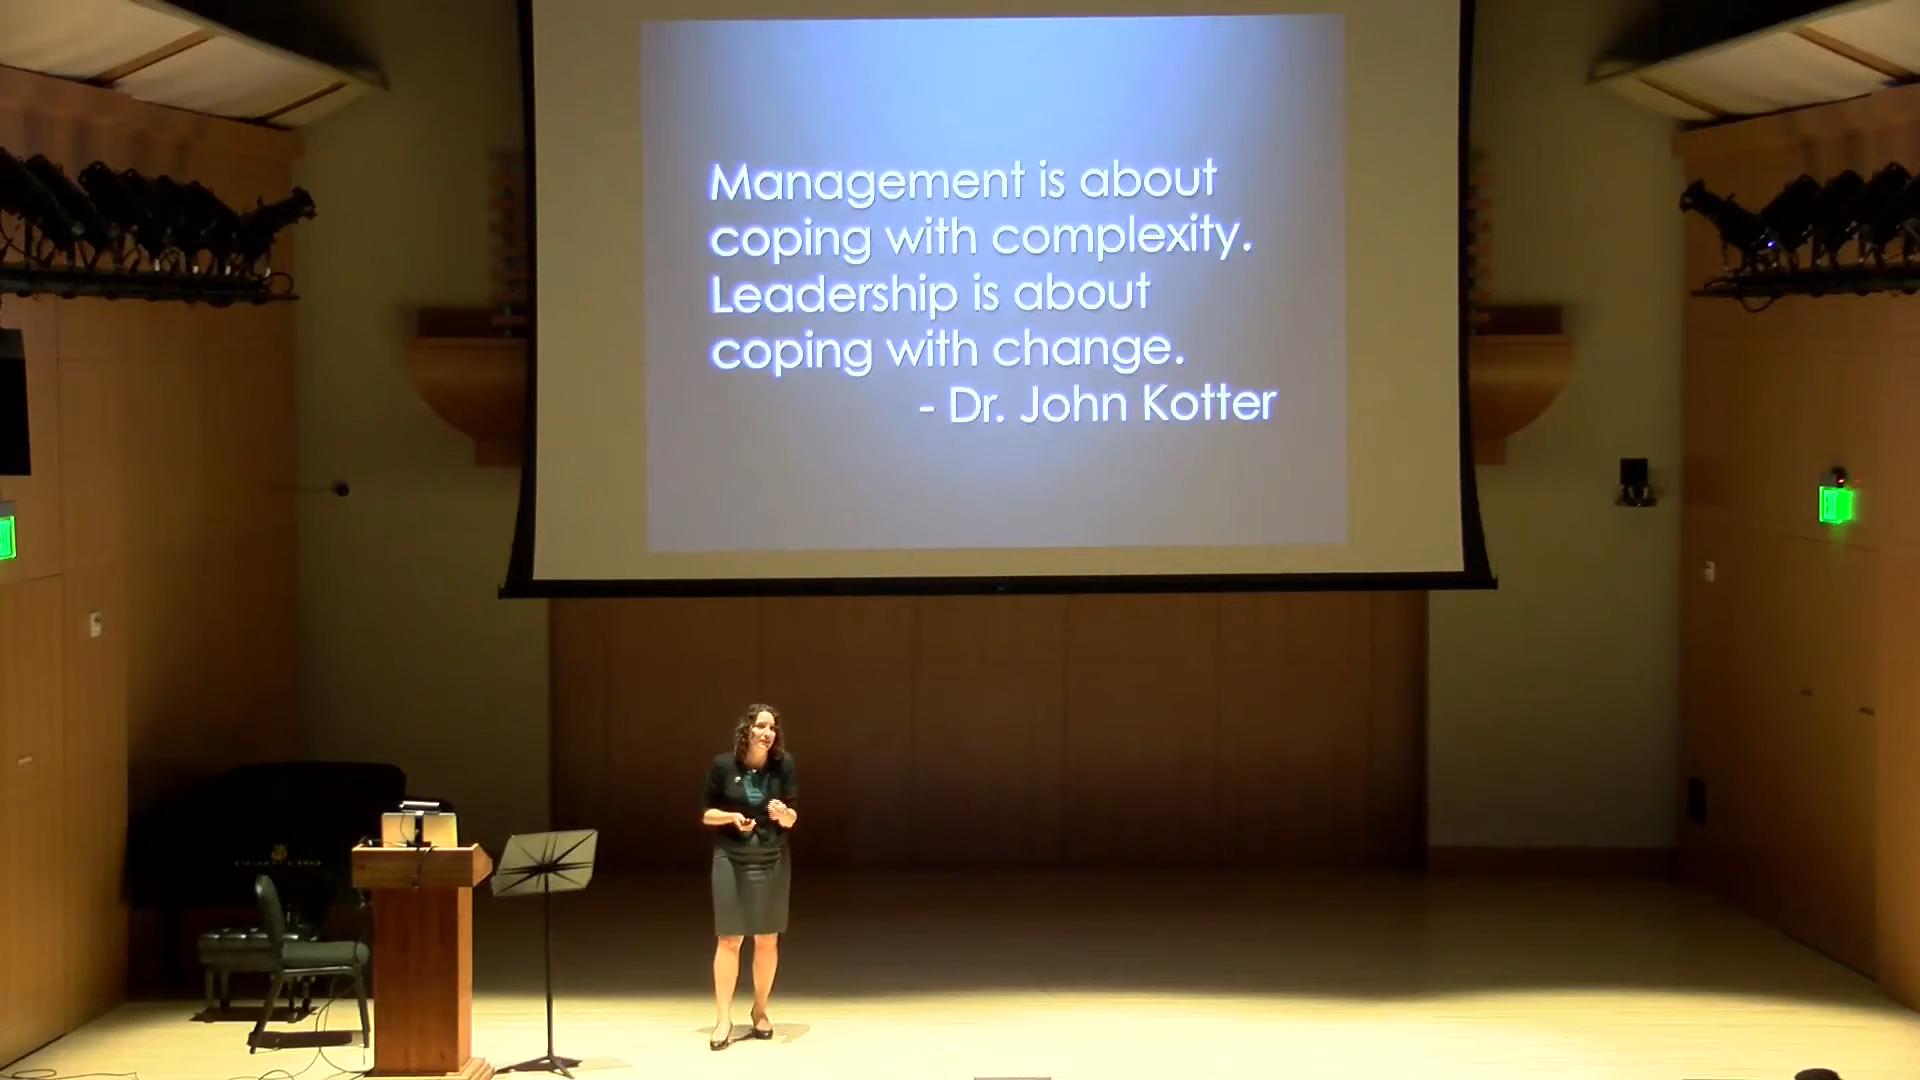 Management is about
coping with complexity.
Leadership is about
coping with change.
- Dr. John Kotter